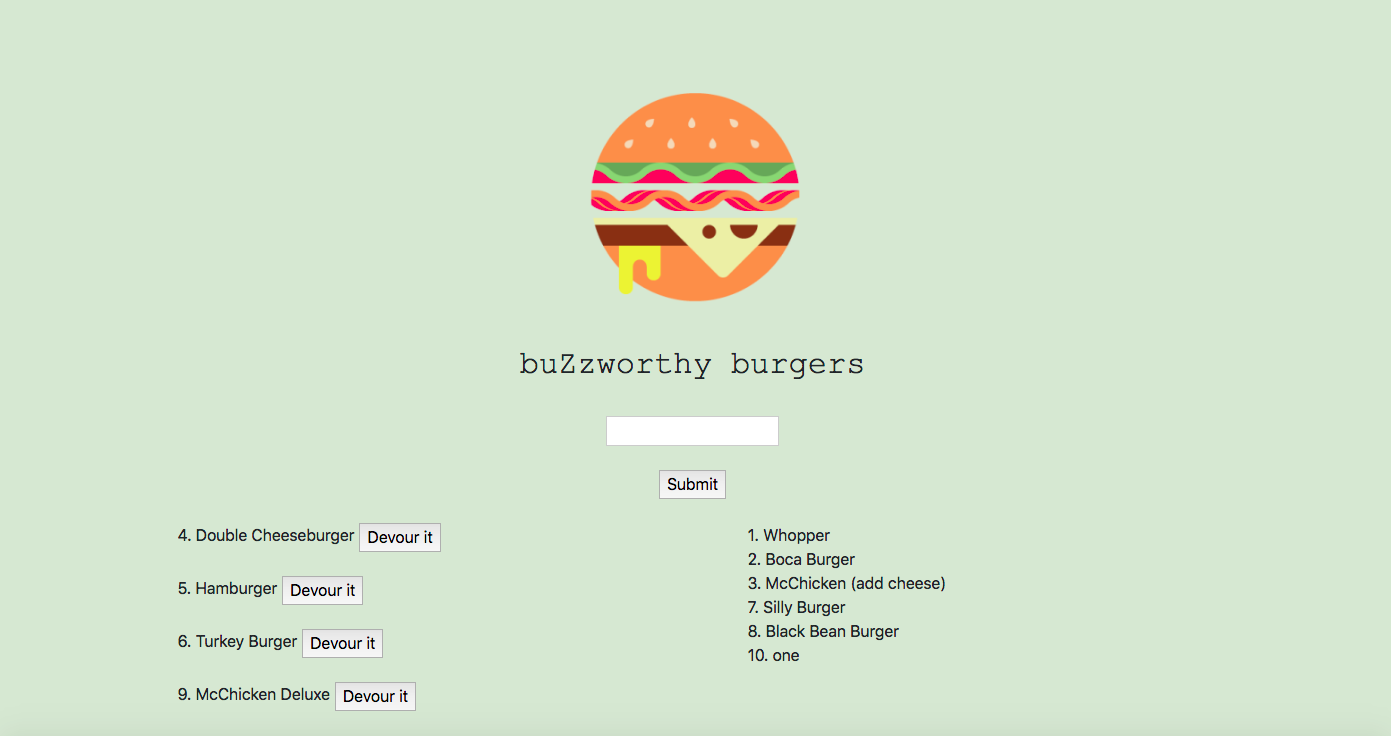 buZzworthy burgers
Submit
4. Double Cheeseburger Devour it
5. Hamburger Devour it
6. Turkey Burger Devour it
9. McChicken Deluxe Devour it
1. Whopper
2. Boca Burger
3. McChicken (add cheese)
7. Silly Burger
8. Black Bean Burger
10. one